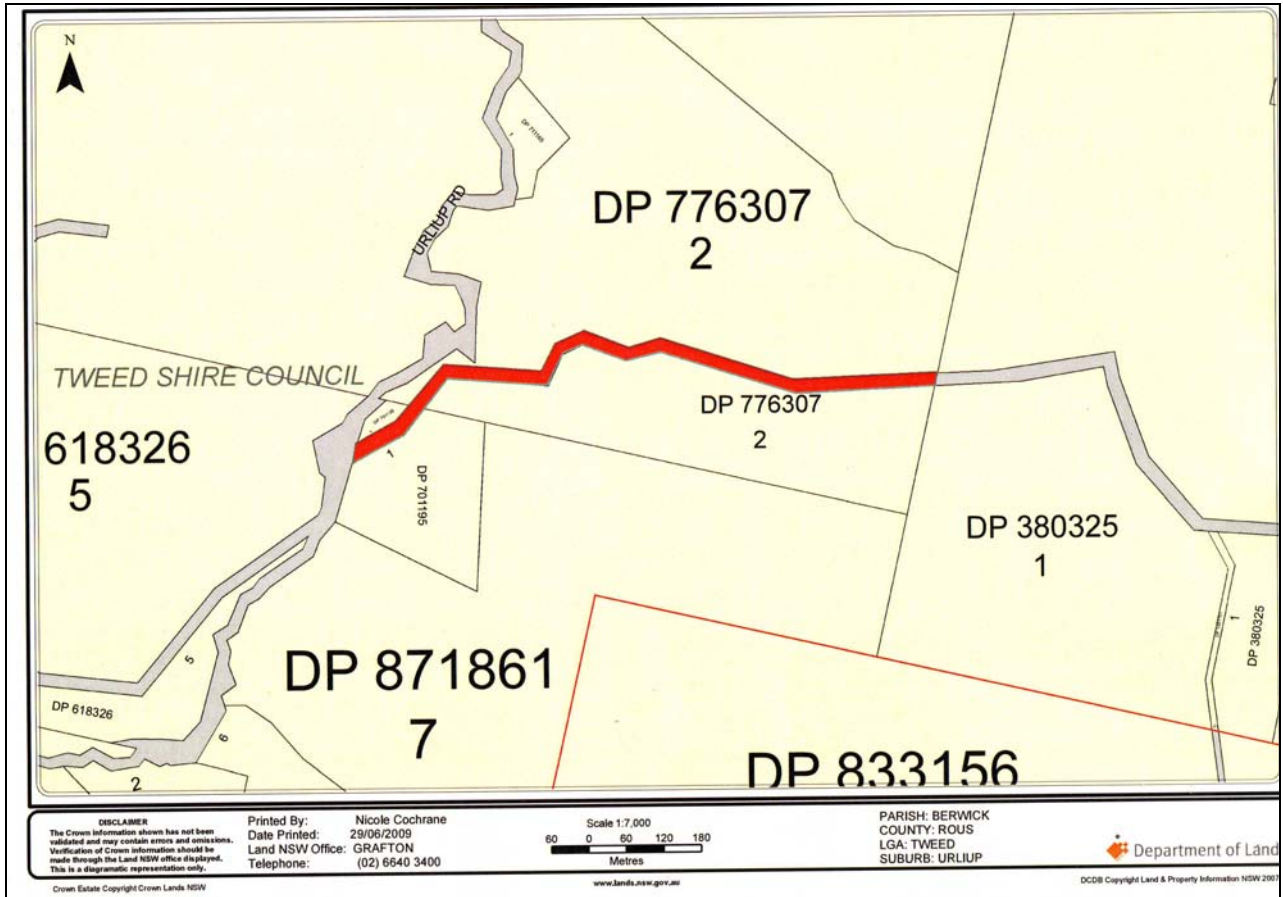 N
DP 771165
1
URLIUP RD
DP 776307
2
TWEED SHIRE COUNCIL
DP 776307
2
618326
5
1
DP 701195
DP 380325
1
1
DP 380325
DP 871861
7
5
DP 618326
6
2
DP 833156
DISCLAIMER
The Crown information shown has not been
validated and may contain errors and omissions.
Verification of Crown information should be
made through the Land NSW office displayed.
This is a diagramatic representation only.
Crown Estate Copyright Crown Lands NSW
Printed By: Nicole Cochrane
Date Printed: 29/06/2009
Land NSW Office: GRAFTON
Telephone: (02) 6640 3400
Scale 1:7,000
60 0 60 120 180
Metres
www.lands.nsw.gov.au
PARISH: BERWICK
COUNTY: ROUS
LGA: TWEED
SUBURB: URLIUP
Department of Land
DCDB Copyright Land & Property Information NSW 2007